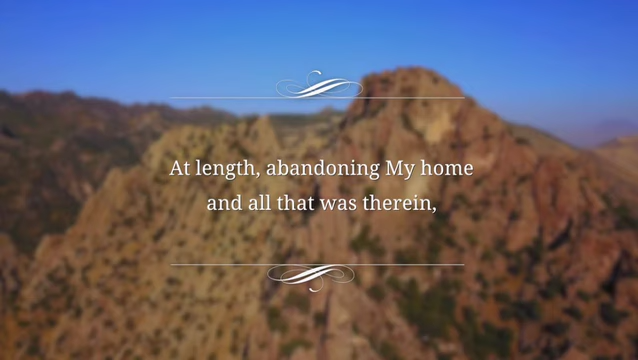 At length, abandoning My home
and all that was therein,